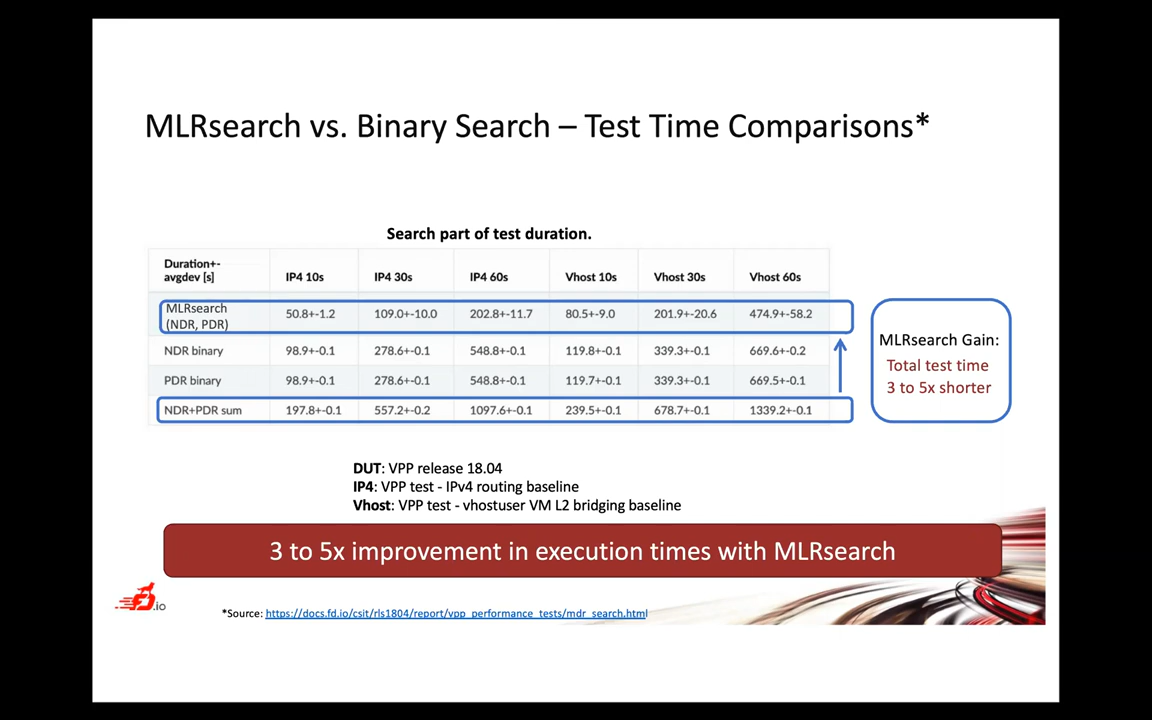 MLRsearch vs. Binary Search – Test Time Comparisons*
Search part of test duration.
Duration+-
avgdev [s] IP4 10s IP4 30s IP4 60s Vhost 10s Vhost 30s Vhost 60s
MLRsearch
(NDR, PDR) 50.8+-1.2 109.0+-10.0 202.8+-11.7 80.5+-9.0 201.9+-20.6 474.9+-58.2
NDR binary 98.9+-0.1 278.6+-0.1 548.8+-0.1 119.8+-0.1 339.3+-0.1 669.6+-0.2
PDR binary 98.9+-0.1 278.6+-0.1 548.8+-0.1 119.7+-0.1 339.3+-0.1 669.5+-0.1
NDR+PDR sum 197.8+-0.1 557.2+-0.2 1097.6+-0.1 239.5+-0.1 678.7+-0.1 1339.2+-0.1
MLRsearch Gain:
Total test time
3 to 5x shorter
DUT: VPP release 18.04
IP4: VPP test - IPv4 routing baseline
Vhost: VPP test - vhostuser VM L2 bridging baseline
3 to 5x improvement in execution times with MLRsearch
.io
*Source: https://docs.fd.io/csit/rls1804/report/vpp_performance_tests/mdr_search.html